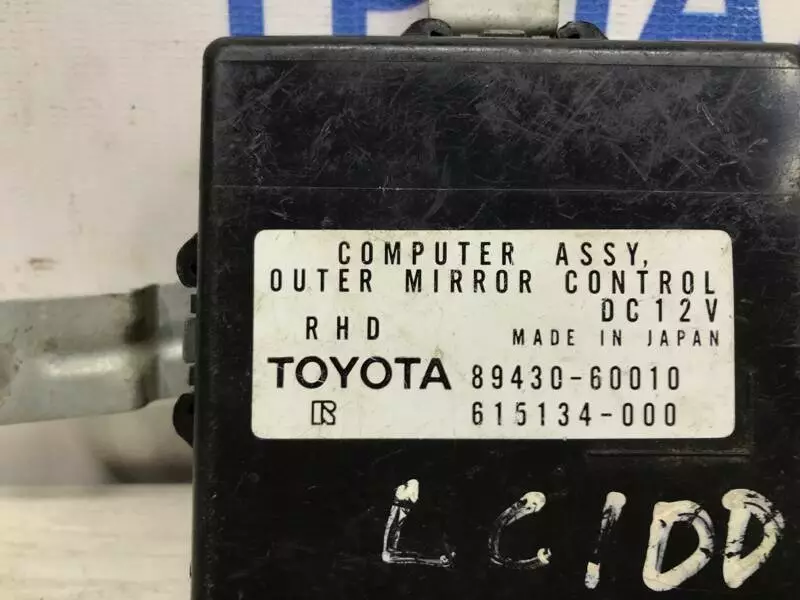 COMPUTER ASSY,
OUTER MIRROR CONTROL
DC12V
RHD
MADE IN JAPAN
TOYOTA 89430-60010
615134-000
LC100